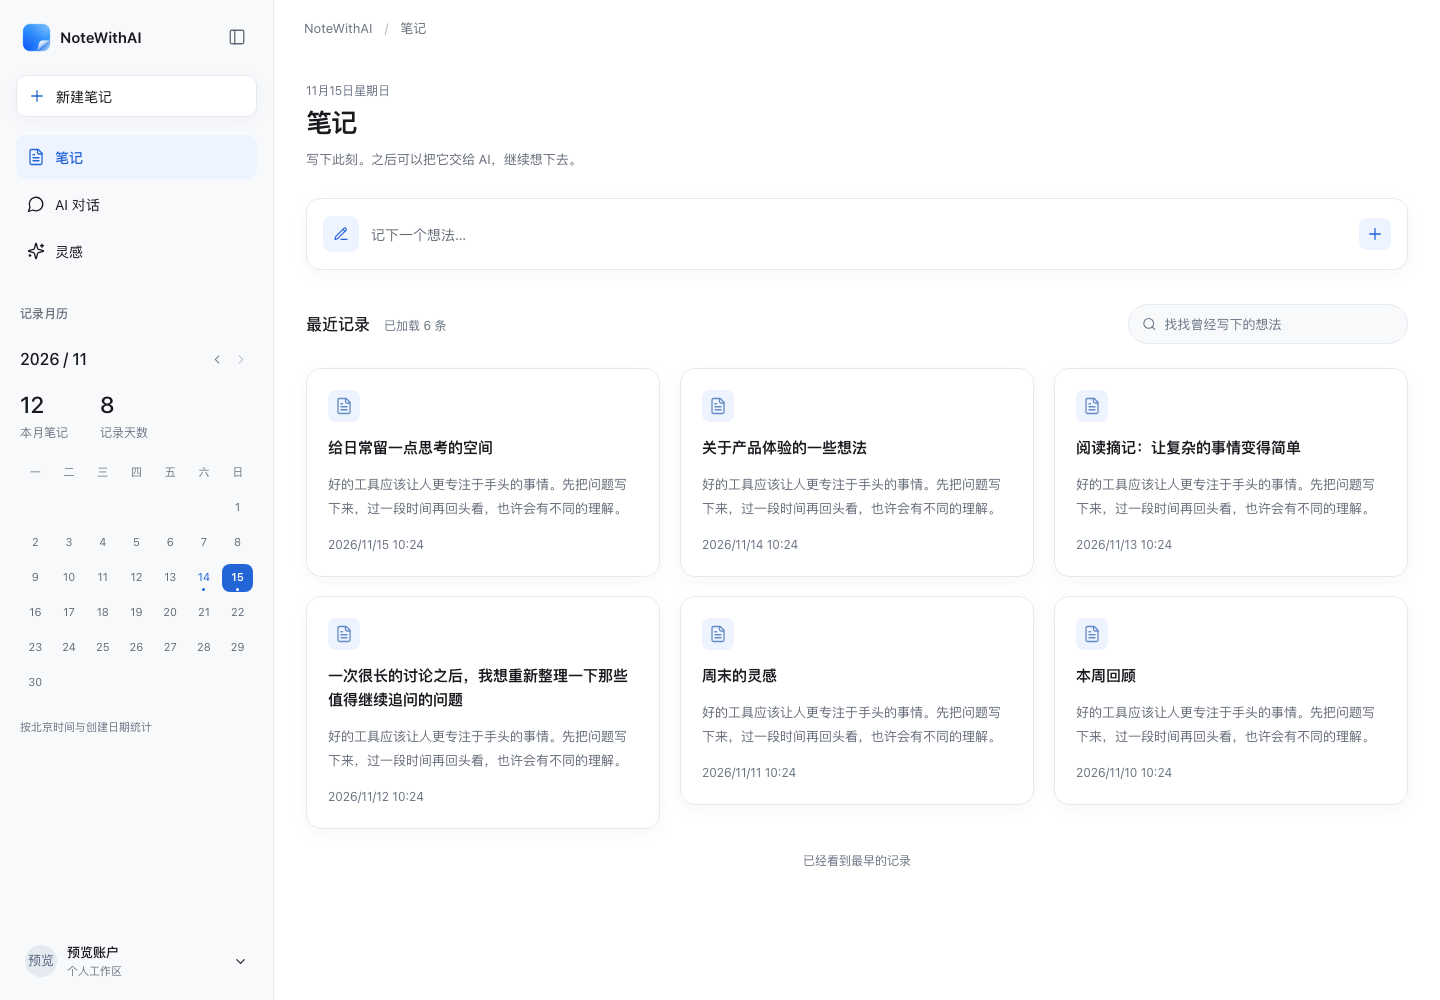 NoteWithAI
新建笔记
笔记
AI 对话
灵感
记录月历
2026 / 11
12 8
本月笔记 记录天数
一 二 三 四 五 六 日
1
2 3 4 5 6 7 8
9 10 11 12 13 14 15
16 17 18 19 20 21 22
23 24 25 26 27 28 29
30
按北京时间与创建日期统计
预览
预览账户
个人工作区
NoteWithAI / 笔记
11月15日星期日
笔记
写下此刻。之后可以把它交给 AI，继续想下去。
记下一个想法...
最近记录 已加载 6 条
找找曾经写下的想法
给日常留一点思考的空间
好的工具应该让人更专注于手头的事情。先把问题写
下来，过一段时间再回头看，也许会有不同的理解。
2026/11/15 10:24
关于产品体验的一些想法
好的工具应该让人更专注于手头的事情。先把问题写
下来，过一段时间再回头看，也许会有不同的理解。
2026/11/14 10:24
阅读摘记：让复杂的事情变得简单
好的工具应该让人更专注于手头的事情。先把问题写
下来，过一段时间再回头看，也许会有不同的理解。
2026/11/13 10:24
一次很长的讨论之后，我想重新整理一下那些
值得继续追问的问题
好的工具应该让人更专注于手头的事情。先把问题写
下来，过一段时间再回头看，也许会有不同的理解。
2026/11/12 10:24
周末的灵感
好的工具应该让人更专注于手头的事情。先把问题写
下来，过一段时间再回头看，也许会有不同的理解。
2026/11/11 10:24
本周回顾
好的工具应该让人更专注于手头的事情。先把问题写
下来，过一段时间再回头看，也许会有不同的理解。
2026/11/10 10:24
已经看到最早的记录